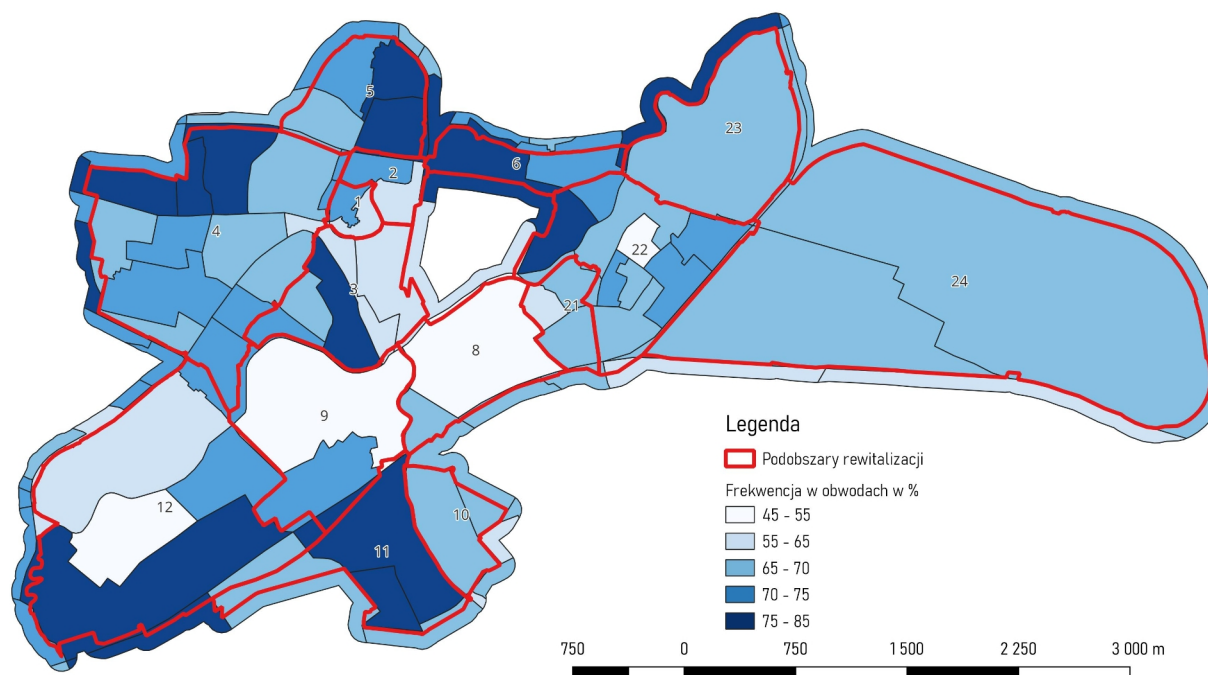 5
23
6
2
1
4
22
24
3
21
8
9
12
10
11
Legenda
Podobszary rewitalizacji
Frekwencja w obwodach w %
45 - 55
55 - 65
65 - 70
70 - 75
75 - 85
750 0 750 1 500 2 250 3 000 m